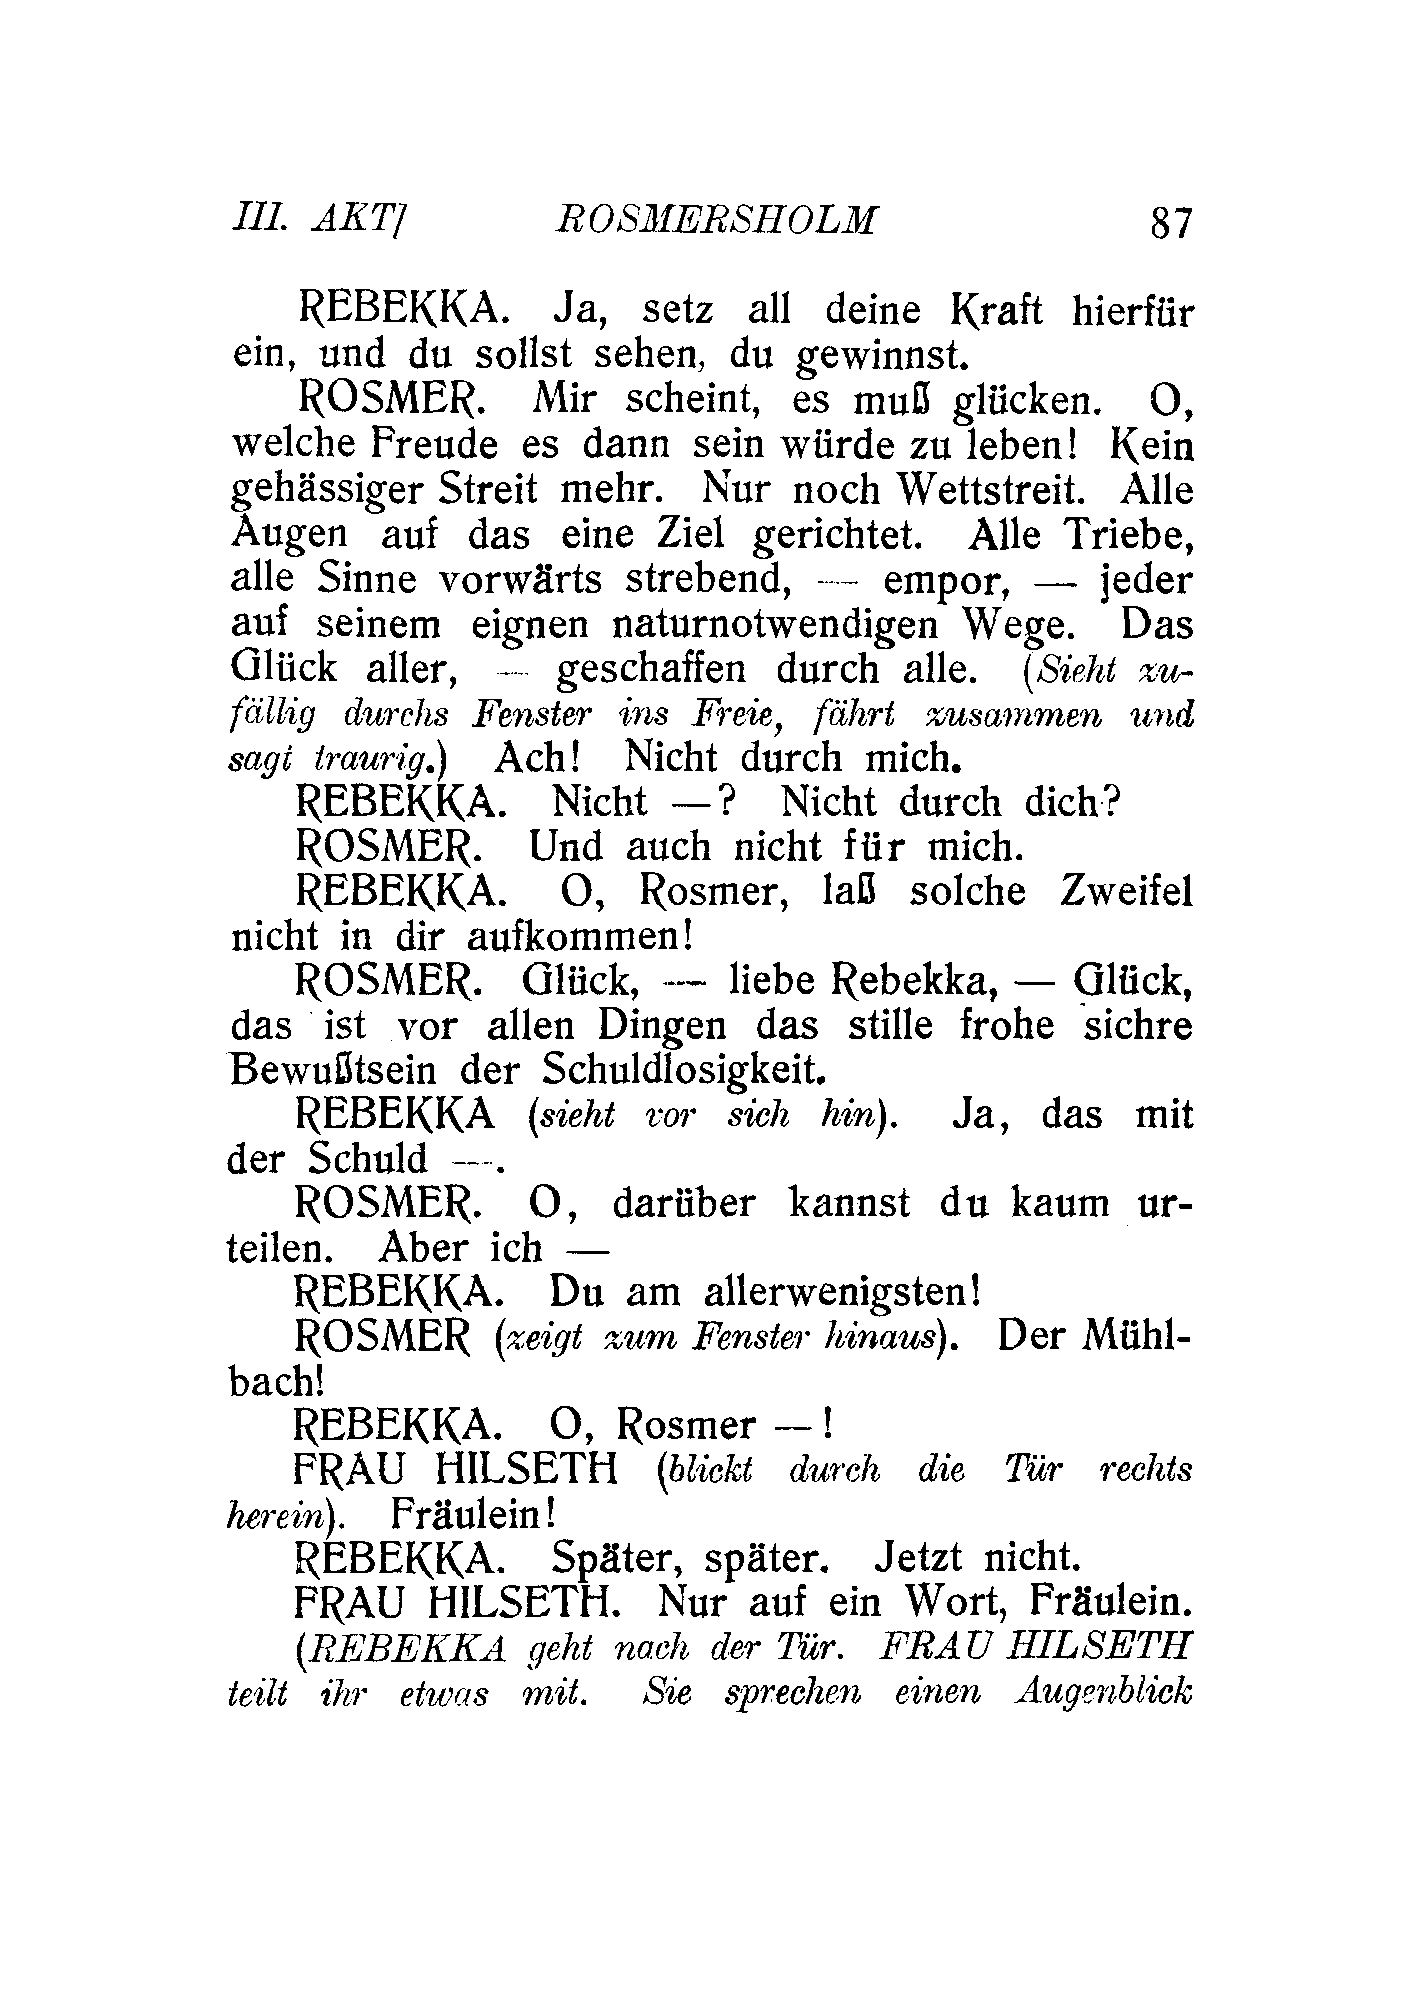 III. AKT] ROSMERSHOLM 87
REBEKKA. Ja, setz all deine Kraft hierfür
ein, und du sollst sehen, du gewinnst.
ROSMER. Mir scheint, es muß glücken. O,
welche Freude es dann sein würde zu leben! Kein
gehässiger Streit mehr. Nur noch Wettstreit. Alle
Augen auf das eine Ziel gerichtet. Alle Triebe,
alle Sinne vorwärts strebend, — empor, — jeder
auf seinem eignen naturnotwendigen Wege. Das
Glück aller, — geschaffen durch alle. (Sieht zu-
fällig durchs Fenster ins Freie, fährt zusammen und
sagt traurig.) Ach! Nicht durch mich.
REBEKKA. Nicht —? Nicht durch dich?
ROSMER. Und auch nicht für mich.
REBEKKA. O, Rosmer, laß solche Zweifel
nicht in dir aufkommen!
ROSMER. Glück, — liebe Rebekka, — Glück,
das ist vor allen Dingen das stille frohe sichre
Bewußtsein der Schuldlosigkeit.
REBEKKA (sieht vor sich hin). Ja, das mit
der Schuld —.
ROSMER. O, darüber kannst du kaum ur-
teilen. Aber ich —
REBEKKA. Du am allerwenigsten!
ROSMER (zeigt zum Fenster hinaus). Der Mühl-
bach!
REBEKKA. O, Rosmer —!
FRAU HILSETH (blickt durch die Tür rechts
herein). Fräulein!
REBEKKA. Später, später. Jetzt nicht.
FRAU HILSETH. Nur auf ein Wort, Fräulein.
(REBEKKA geht nach der Tür. FRAU HILSETH
teilt ihr etwas mit. Sie sprechen einen Augenblick